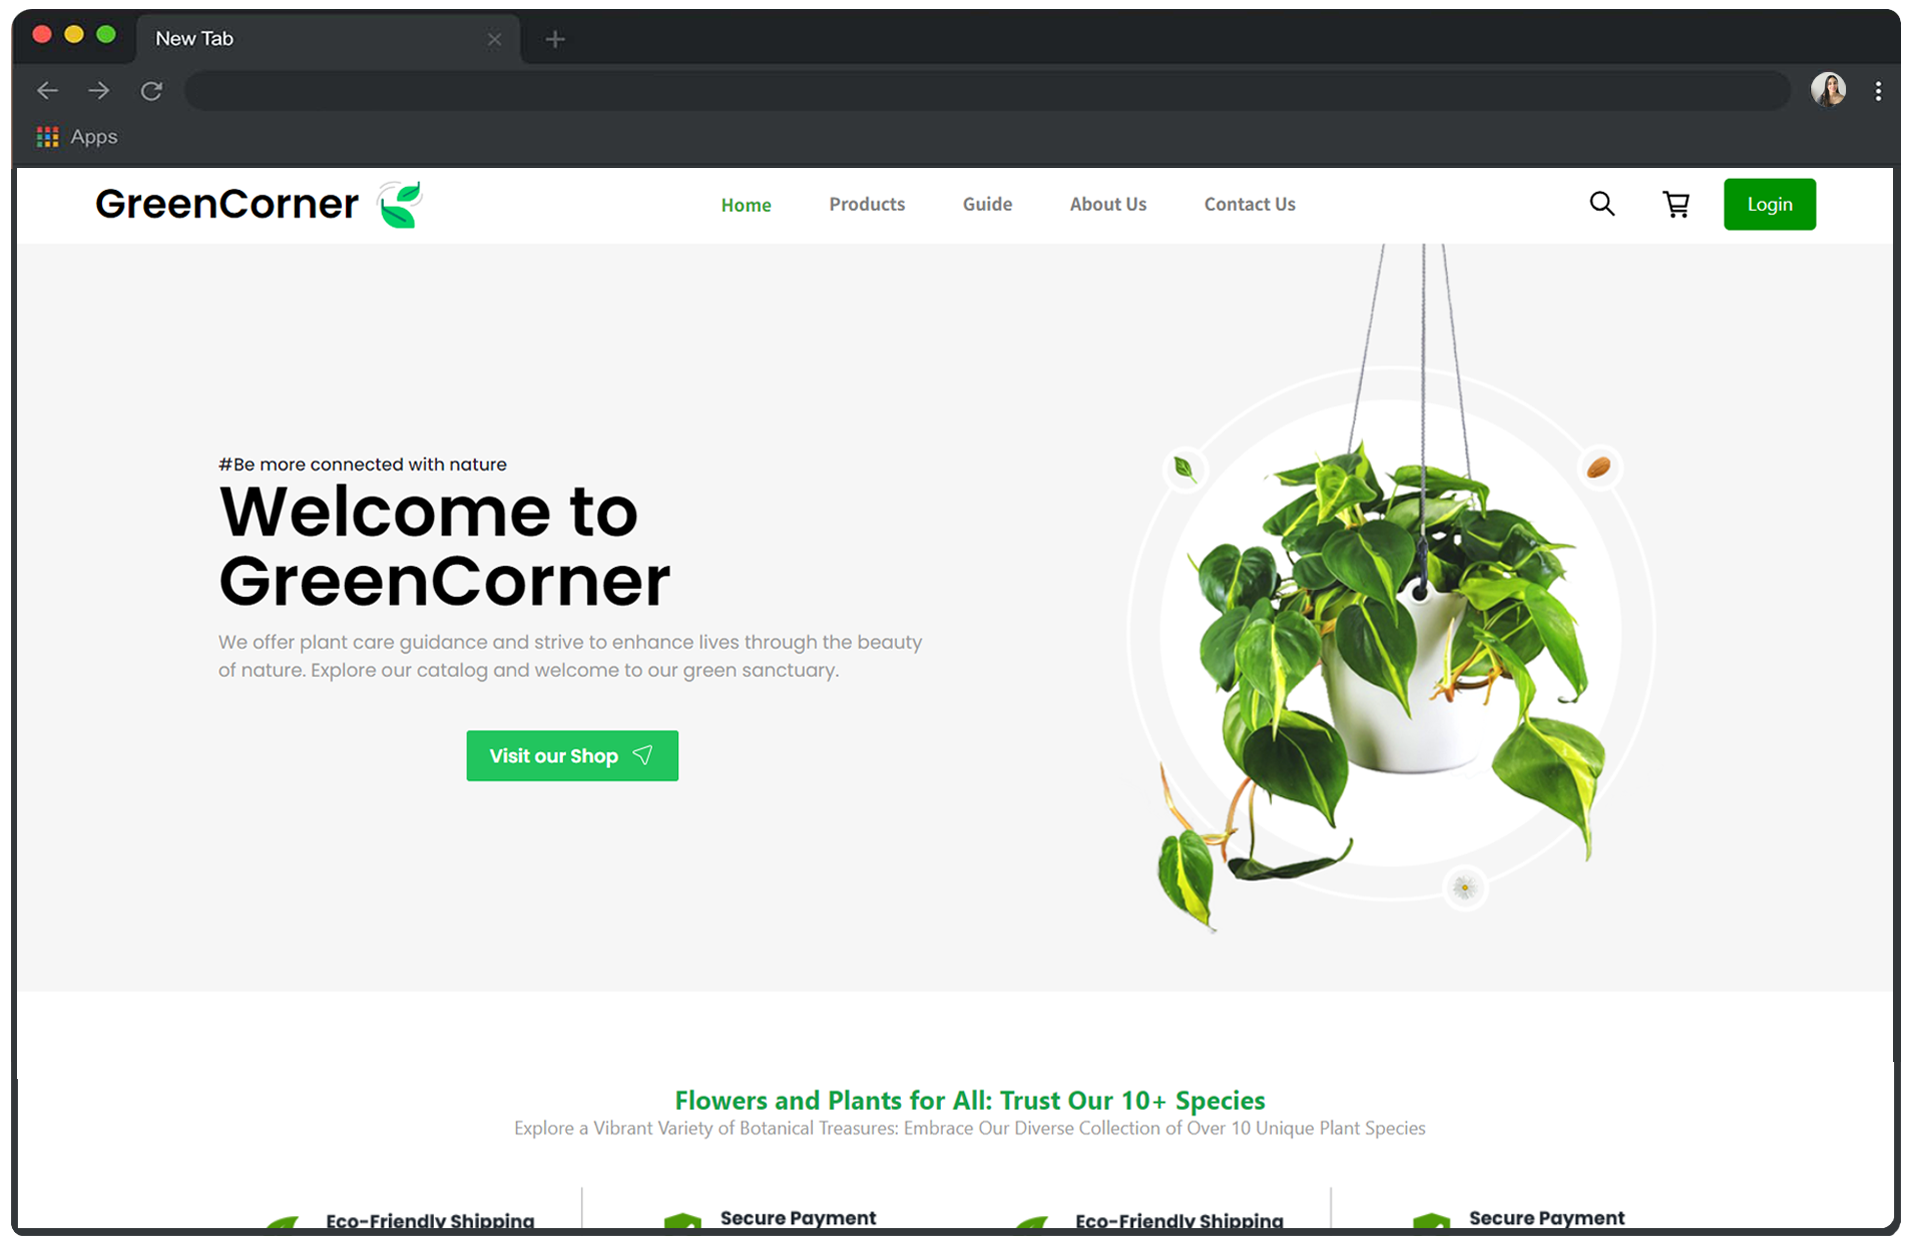 New Tab
Apps
GreenCorner
Home
Products
Guide
About Us
Contact Us
Login
#Be more connected with nature
Welcome to
GreenCorner
We offer plant care guidance and strive to enhance lives through the beauty
of nature. Explore our catalog and welcome to our green sanctuary.
Visit our Shop
Flowers and Plants for All: Trust Our 10+ Species
Explore a Vibrant Variety of Botanical Treasures: Embrace Our Diverse Collection of Over 10 Unique Plant Species
Eco-Friendly Shipping
Secure Payment
Eco-Friendly Shipping
Secure Payment